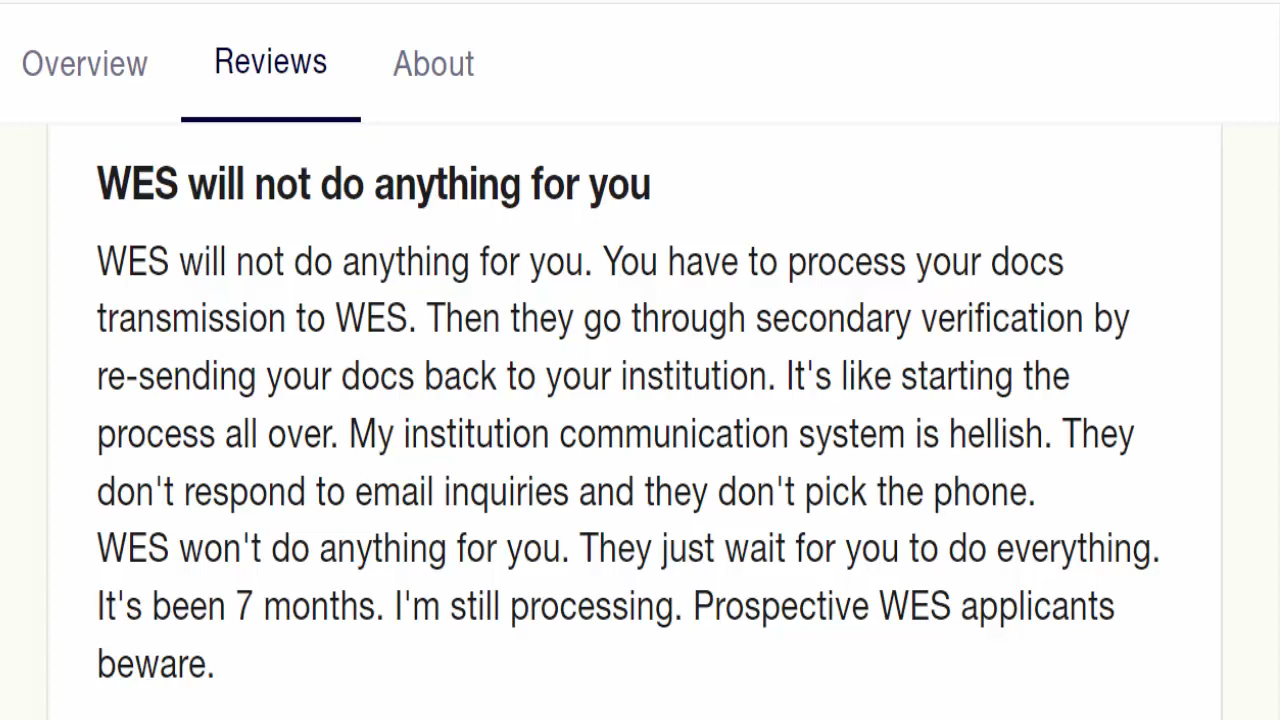 Overview Reviews About
WES will not do anything for you
WES will not do anything for you. You have to process your docs
transmission to WES. Then they go through secondary verification by
re-sending your docs back to your institution. It's like starting the
process all over. My institution communication system is hellish. They
don't respond to email inquiries and they don't pick the phone.
WES won't do anything for you. They just wait for you to do everything.
It's been 7 months. I'm still processing. Prospective WES applicants
beware.